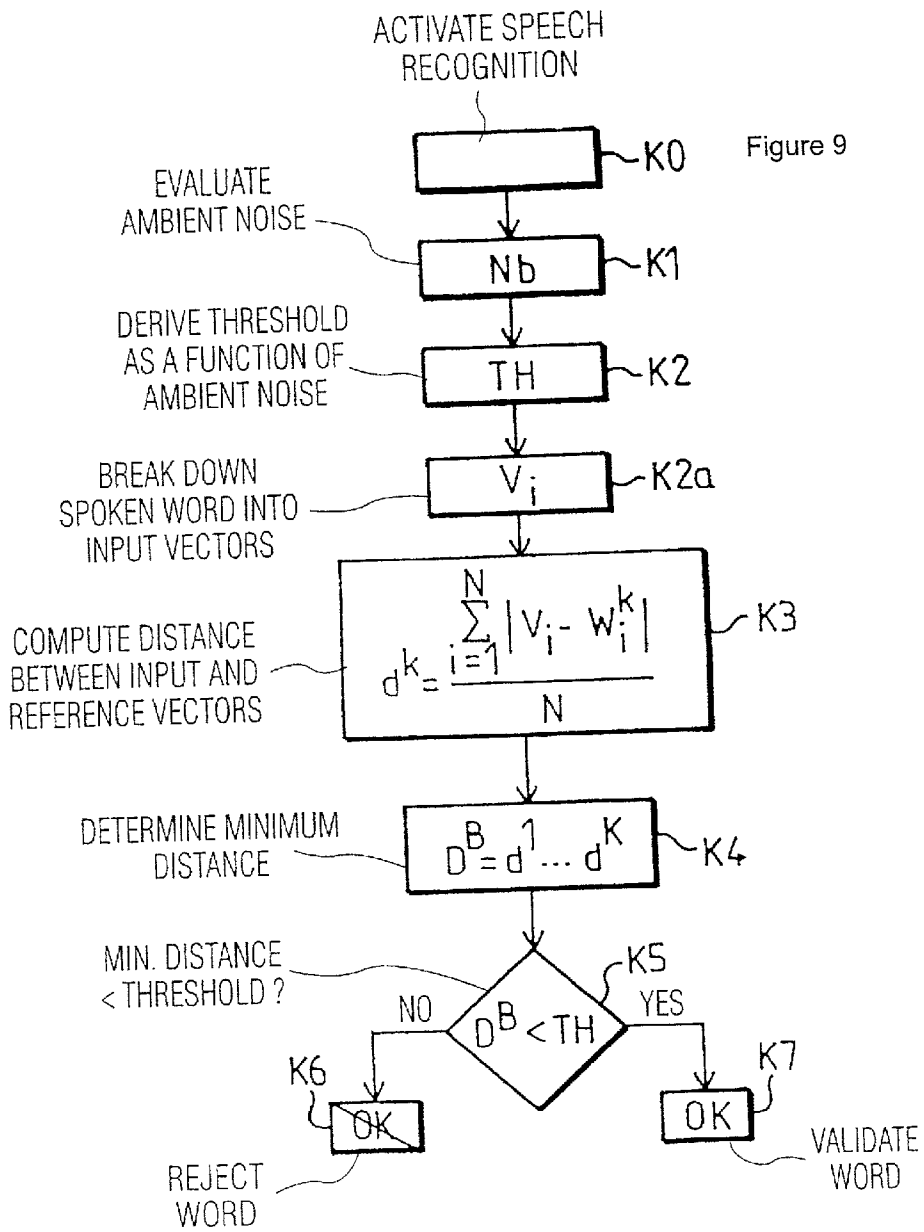 ACTIVATE SPEECH
RECOGNITION
K0
Figure 9
EVALUATE
AMBIENT NOISE
Nb
K1
DERIVE THRESHOLD
AS A FUNCTION OF
AMBIENT NOISE
TH
K2
BREAK DOWN
SPOKEN WORD INTO
INPUT VECTORS
V_i
K2a
COMPUTE DISTANCE
BETWEEN INPUT AND
REFERENCE VECTORS
d^k = \frac{\sum_{i=1}^{N} |V_i - W_i^k|}{N}
K3
DETERMINE MINIMUM
DISTANCE
D^B = d^1 ... d^K
K4
MIN. DISTANCE
< THRESHOLD ?
K5
NO
D^B < TH
YES
K6
OK
REJECT
WORD
K7
OK
VALIDATE
WORD